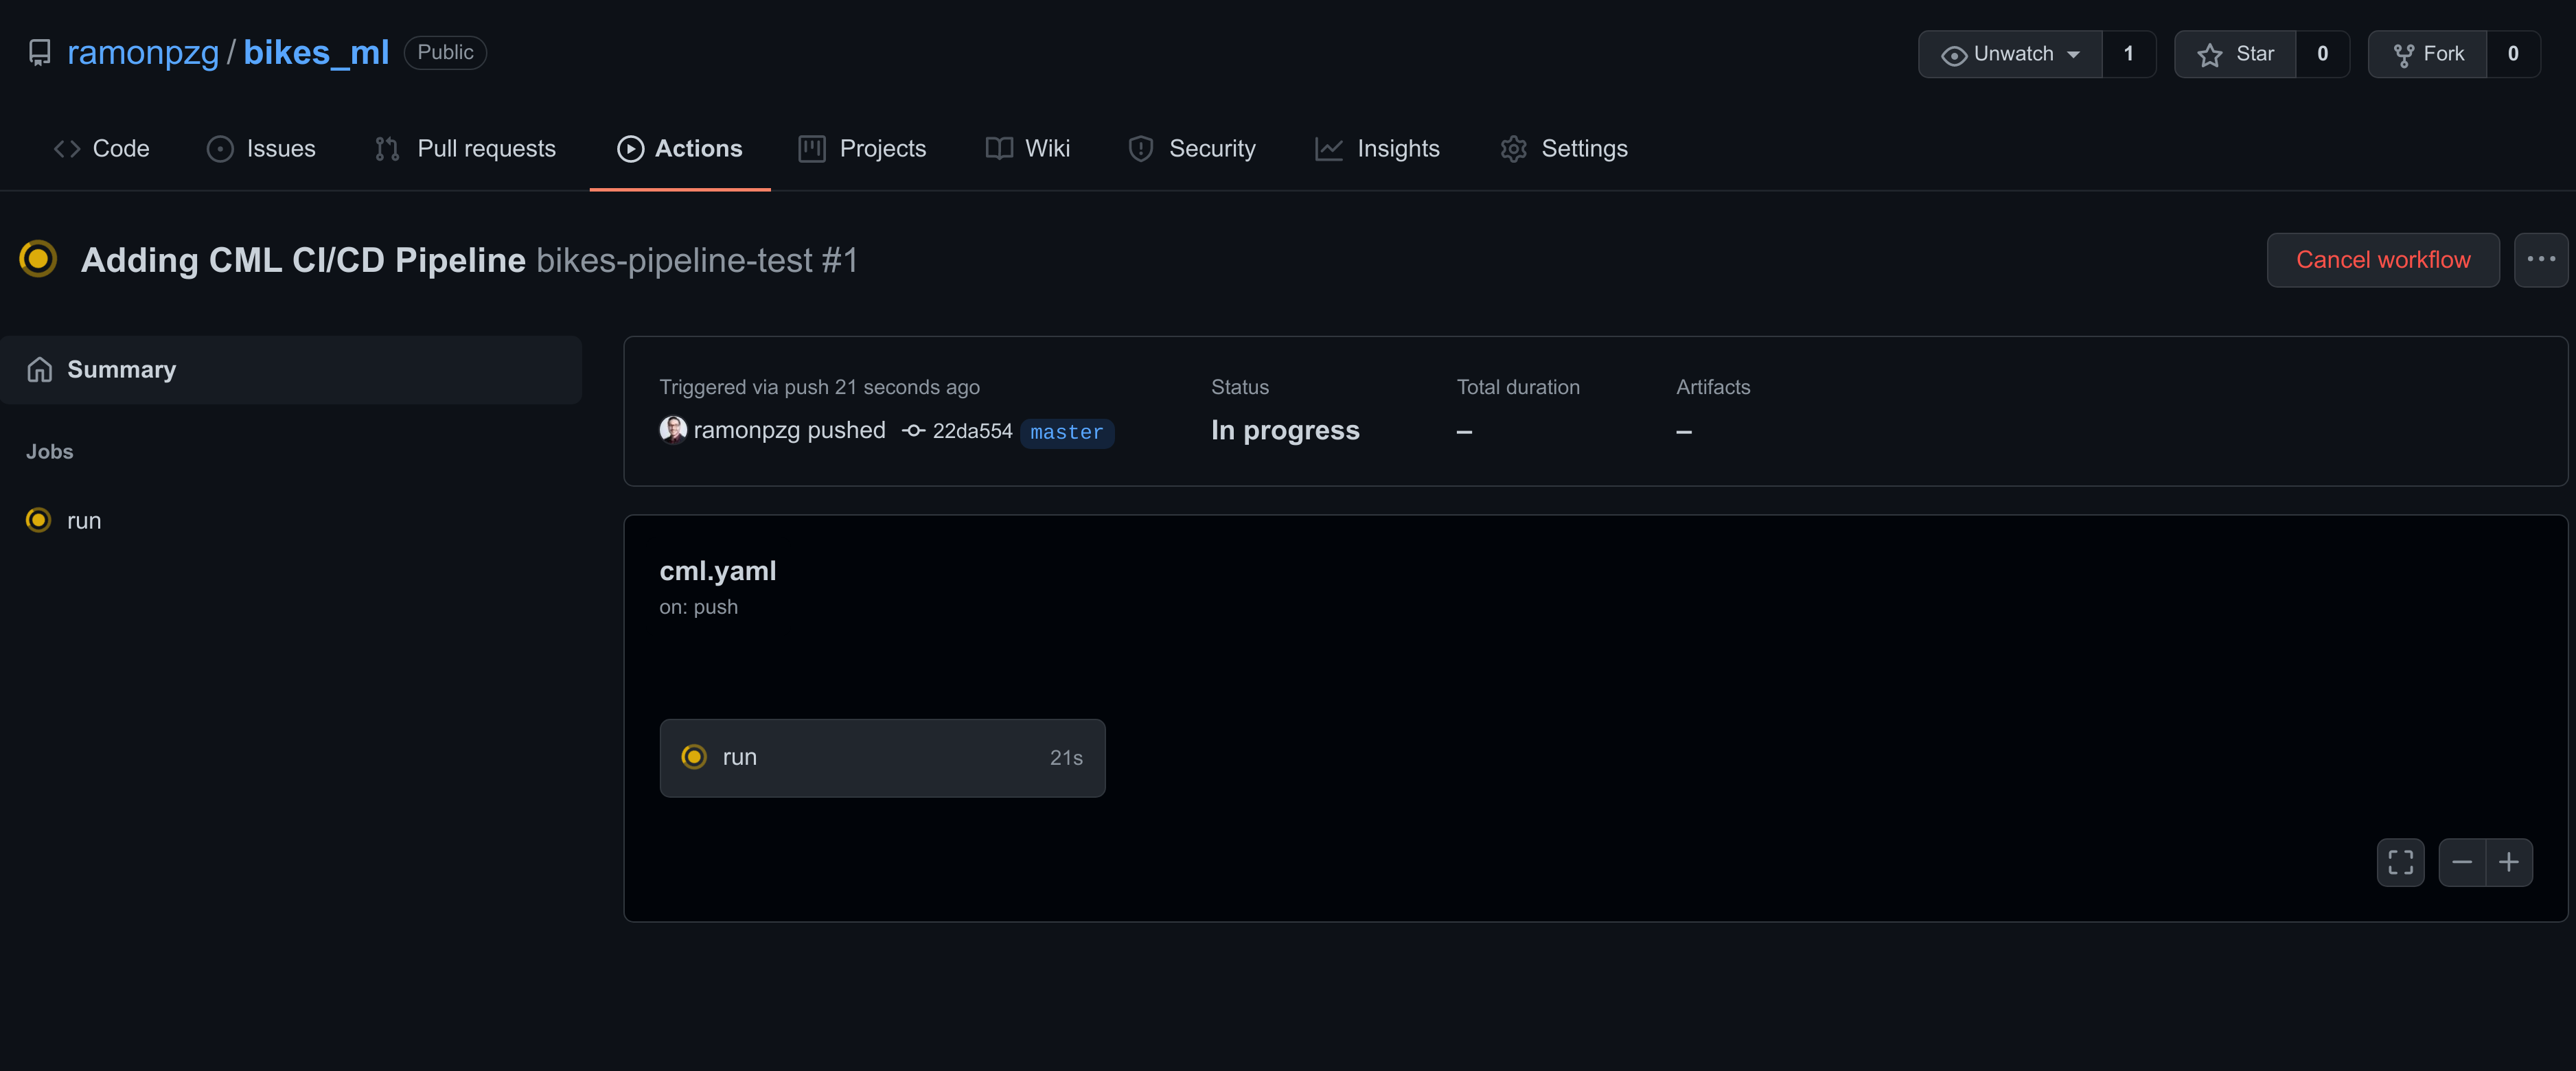 ramonpzg / bikes_ml Public Unwatch 1 Star 0 Fork 0
Code Issues Pull requests Actions Projects Wiki Security Insights Settings
Adding CML CI/CD Pipeline bikes-pipeline-test #1 Cancel workflow
Summary
Jobs
run
Triggered via push 21 seconds ago Status Total duration Artifacts
ramonpzg pushed 22da554 master In progress – –
cml.yaml
on: push
run 21s